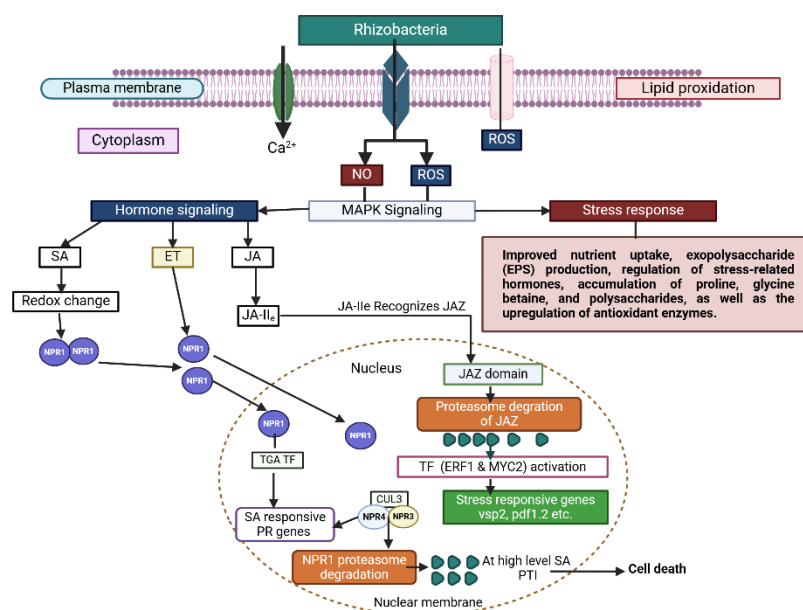 Rhizobacteria
Plasma membrane
Lipid proxidation
Cytoplasm
Ca²⁺
ROS
NO
ROS
Hormone signaling
MAPK Signaling
Stress response
SA
ET
JA
Improved nutrient uptake, exopolysaccharide
(EPS) production, regulation of stress-related
hormones, accumulation of proline, glycine
betaine, and polysaccharides, as well as the
upregulation of antioxidant enzymes.
Redox change
JA-IIe
JA-IIe Recognizes JAZ
NPR1
NPR1
NPR1
NPR1
Nucleus
JAZ domain
Proteasome degration
of JAZ
NPR1
NPR1
TGA TF
TF (ERF1 & MYC2) activation
Stress responsive genes
vsp2, pdf1.2 etc.
CUL3
NPR4
NPR3
SA responsive
PR genes
NPR1 proteasome
degradation
At high level SA
PTI
Cell death
Nuclear membrane